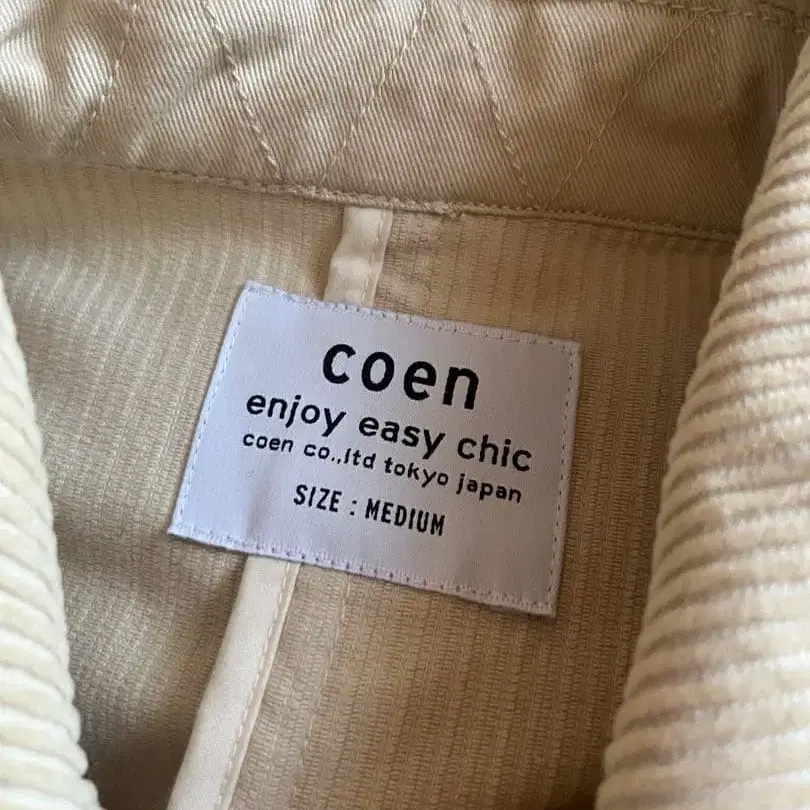 coen
enjoy easy chic
coen co.,ltd tokyo japan
SIZE : MEDIUM